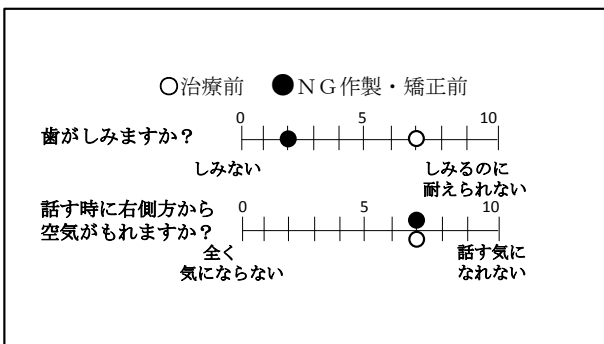 ○治療前 ●NG作製・矯正前
歯がしみますか？
0 5 10
しみない
しみるのに
耐えられない
話す時に右側方から
空気がもれますか？
0 5 10
全く
気にならない
話す気に
なれない